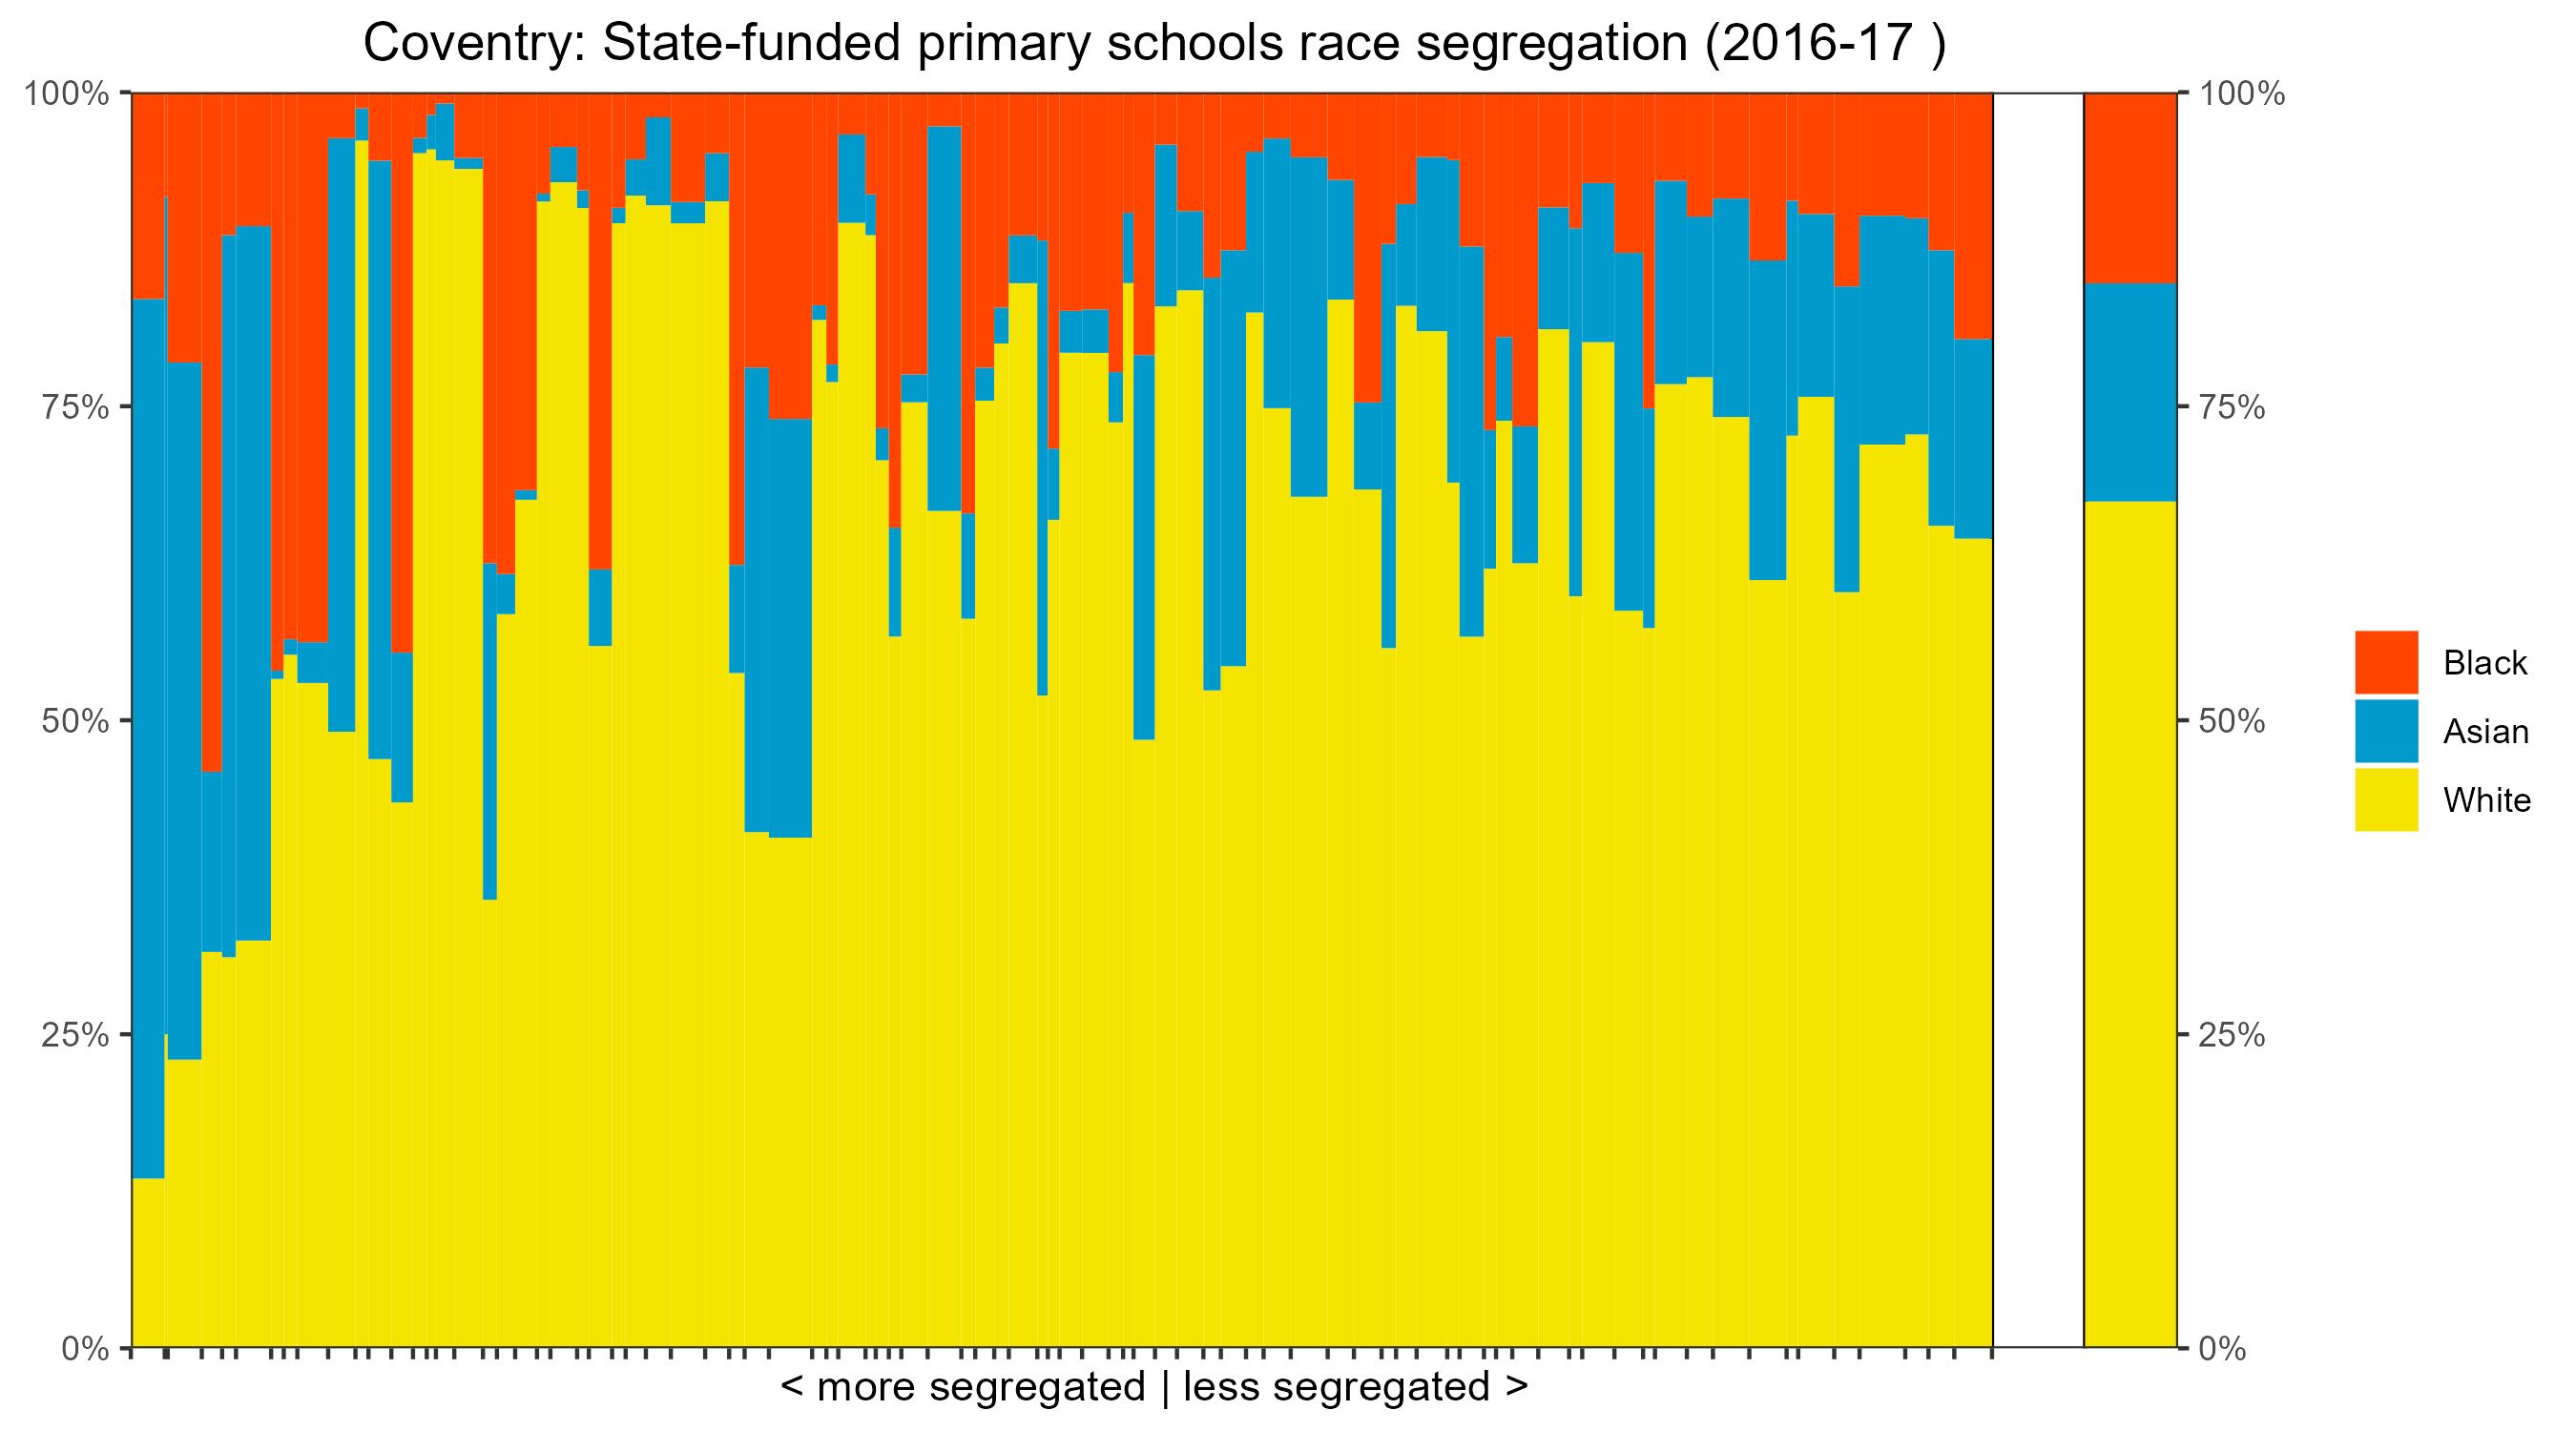 Coventry: State-funded primary schools race segregation (2016-17 )
100%
75%
50%
25%
0%
100%
75%
50%
25%
0%
Black
Asian
White
< more segregated | less segregated >